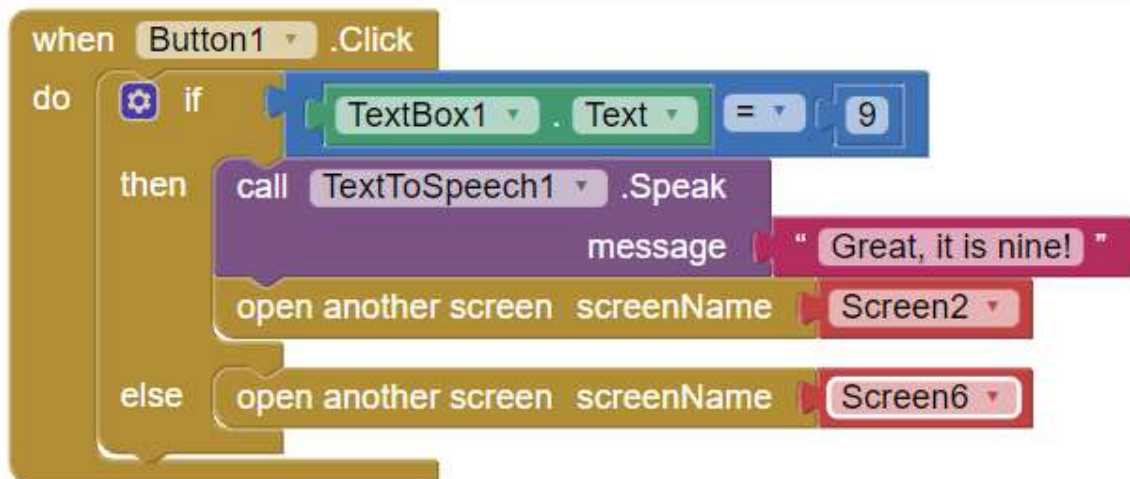 when Button1 .Click
do if TextBox1 . Text = 9
then call TextToSpeech1 .Speak
message “ Great, it is nine! ”
open another screen screenName Screen2
else open another screen screenName Screen6